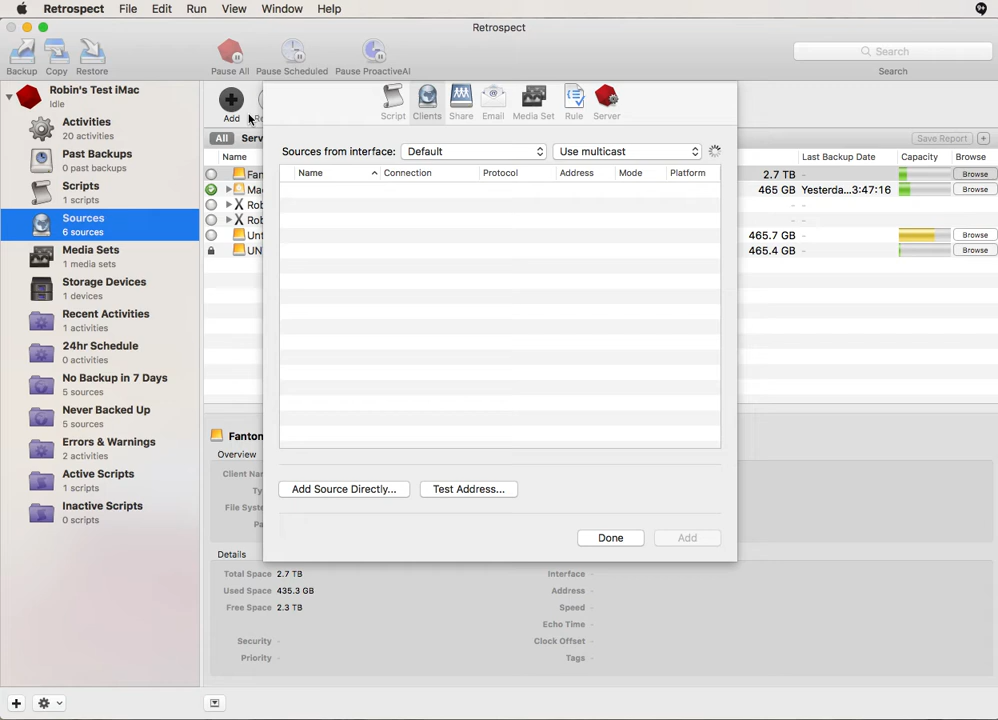 Retrospect File Edit Run View Window Help 9+
Retrospect
Backup Copy Restore Pause All Pause Scheduled Pause ProactiveAI Search
Search
Robin's Test iMac
Idle
Activities
20 activities
Past Backups
0 past backups
Scripts
1 scripts
Sources
6 sources
Media Sets
1 media sets
Storage Devices
1 devices
Recent Activities
1 activities
24hr Schedule
0 activities
No Backup in 7 Days
5 sources
Never Backed Up
5 sources
Errors & Warnings
2 activities
Active Scripts
1 scripts
Inactive Scripts
0 scripts
Add
Script Clients Share Email Media Set Rule Server
All Serv Save Report
Sources from interface: Default Use multicast
Name Last Backup Date Capacity Browse
Name Connection Protocol Address Mode Platform
Fan 2.7 TB - Browse
Ma 465 GB Yesterda...3:47:16 Browse
Rob - -
Rob - -
Unt 465.7 GB - Browse
UN 465.4 GB - Browse
Fanton
Overview
Client Na
Ty
File Syste
Pa
Add Source Directly... Test Address...
Done Add
Details
Total Space 2.7 TB Interface -
Used Space 435.3 GB Address -
Free Space 2.3 TB Speed -
Echo Time -
Security - Clock Offset -
Priority - Tags -